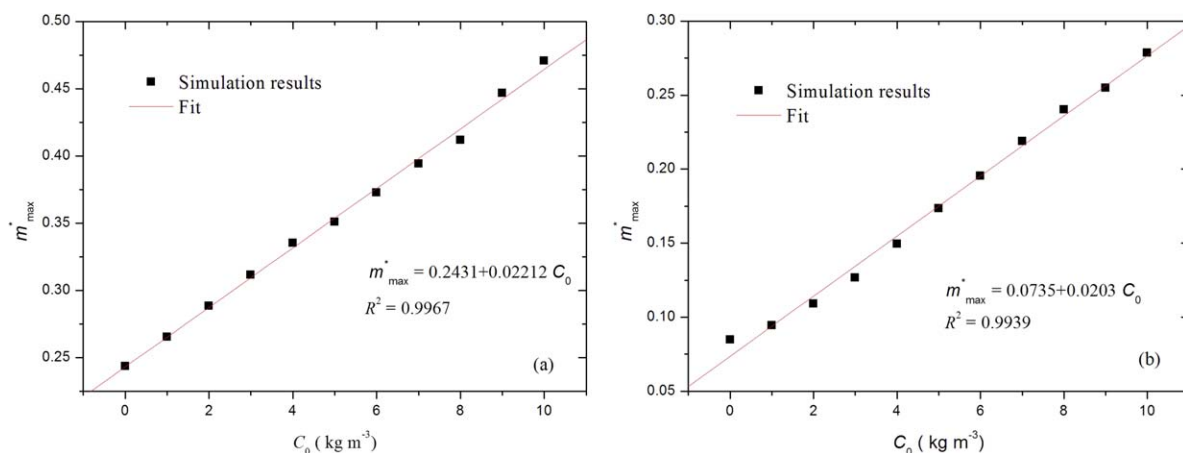 0.50
0.45
0.40
0.35
0.30
0.25
m*max
Simulation results
Fit
m*max = 0.2431+0.02212 C0
R2 = 0.9967
(a)
0 2 4 6 8 10
C0 ( kg m-3)
0.30
0.25
0.20
0.15
0.10
0.05
m*max
Simulation results
Fit
m*max = 0.0735+0.0203 C0
R2 = 0.9939
(b)
0 2 4 6 8 10
C0 ( kg m-3)